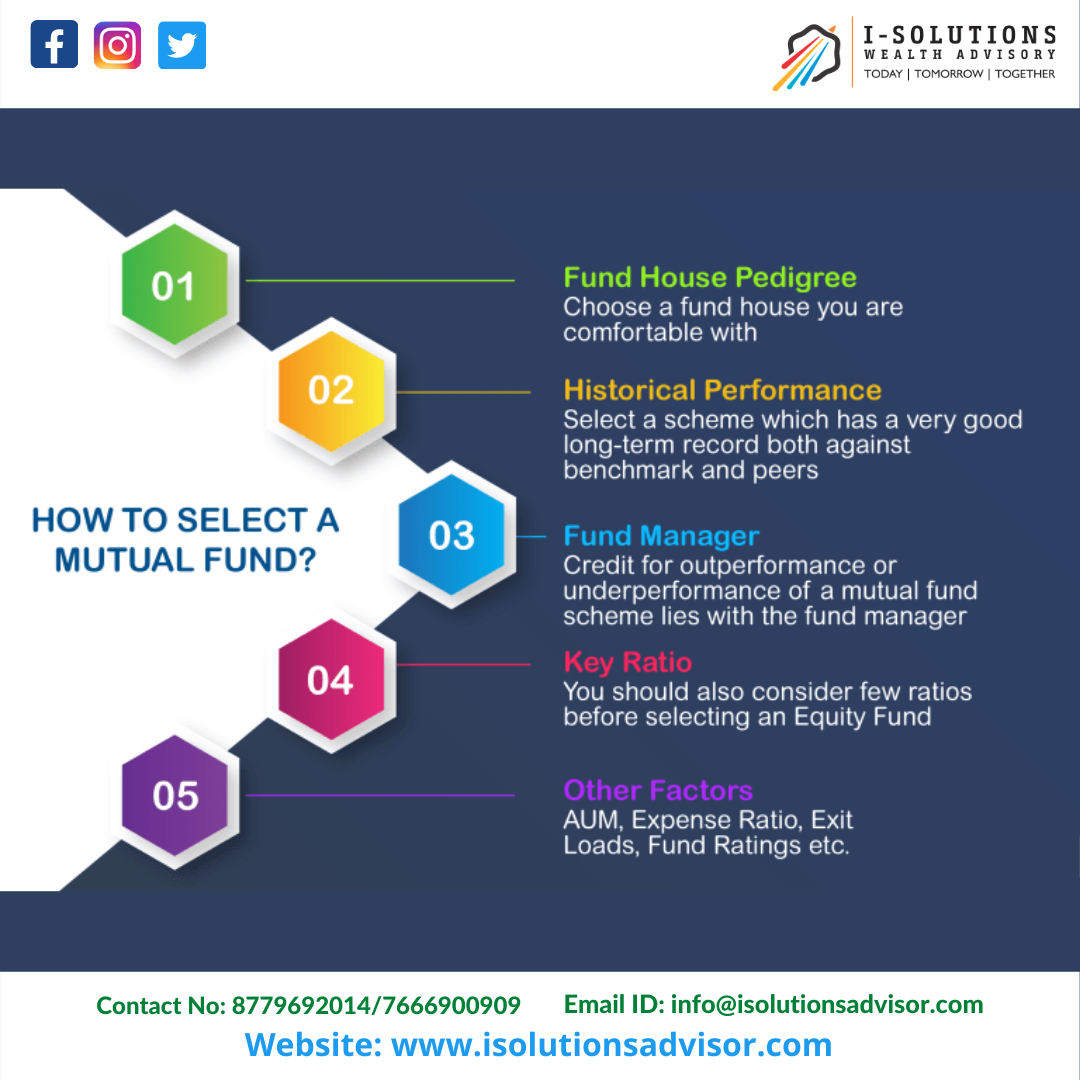 I-SOLUTIONS
WEALTH ADVISORY
TODAY | TOMORROW | TOGETHER
HOW TO SELECT A
MUTUAL FUND?
01
Fund House Pedigree
Choose a fund house you are
comfortable with
02
Historical Performance
Select a scheme which has a very good
long-term record both against
benchmark and peers
03
Fund Manager
Credit for outperformance or
underperformance of a mutual fund
scheme lies with the fund manager
04
Key Ratio
You should also consider few ratios
before selecting an Equity Fund
05
Other Factors
AUM, Expense Ratio, Exit
Loads, Fund Ratings etc.
Contact No: 8779692014/7666900909
Email ID: info@isolutionsadvisor.com
Website: www.isolutionsadvisor.com